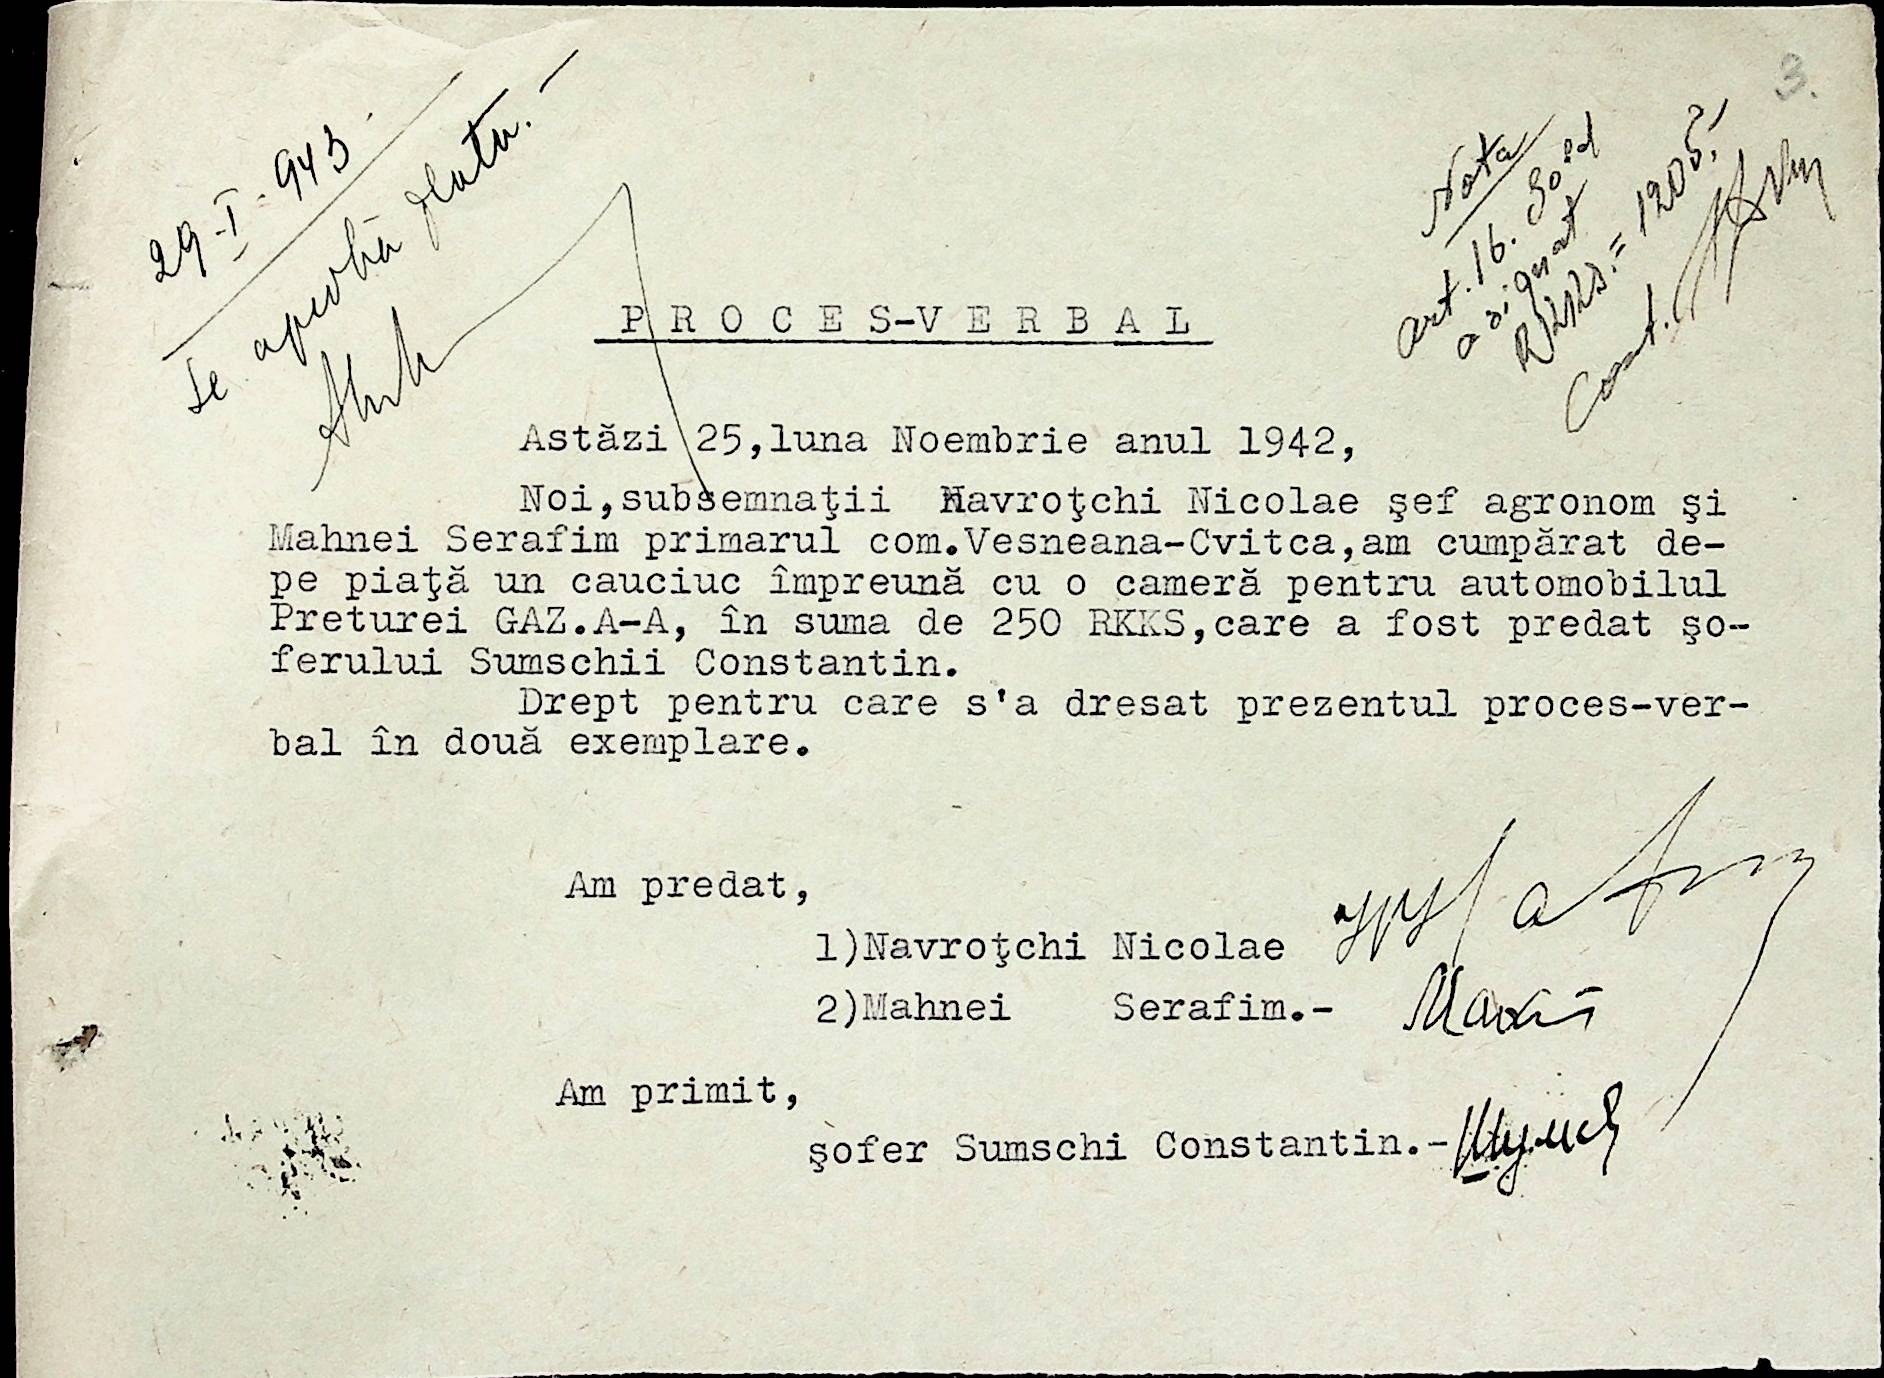 3.
29-I-943
Se aprobă plata.-
Nota
art. 16. Sold
asignat
RKKS.= 1205.-
Cont.
PROCES-VERBAL
Astăzi 25,luna Noembrie anul 1942,
Noi,subsemnaţii Navroţchi Nicolae şef agronom şi
Mahnei Serafim primarul com.Vesneana-Cvitca,am cumpărat de-
pe piaţă un cauciuc împreună cu o cameră pentru automobilul
Preturei GAZ.A-A, în suma de 250 RKKS,care a fost predat şo-
ferului Sumschii Constantin.
Drept pentru care s'a dresat prezentul proces-ver-
bal în două exemplare.
Am predat,
1)Navroţchi Nicolae
2)Mahnei Serafim.-
Am primit,
şofer Sumschi Constantin.-